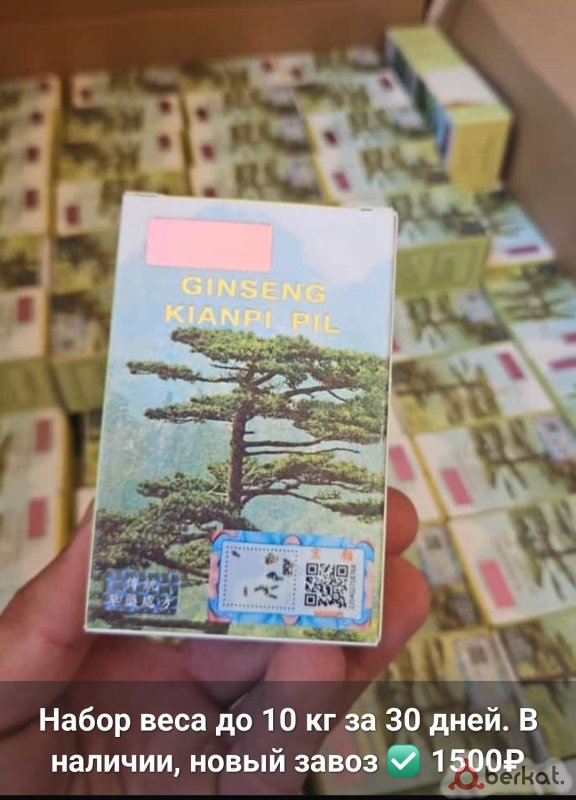 GINSENG
KIANPI PIL
Набор веса до 10 кг за 30 дней. В
наличии, новый завоз ✅ 1500₽
berkat.